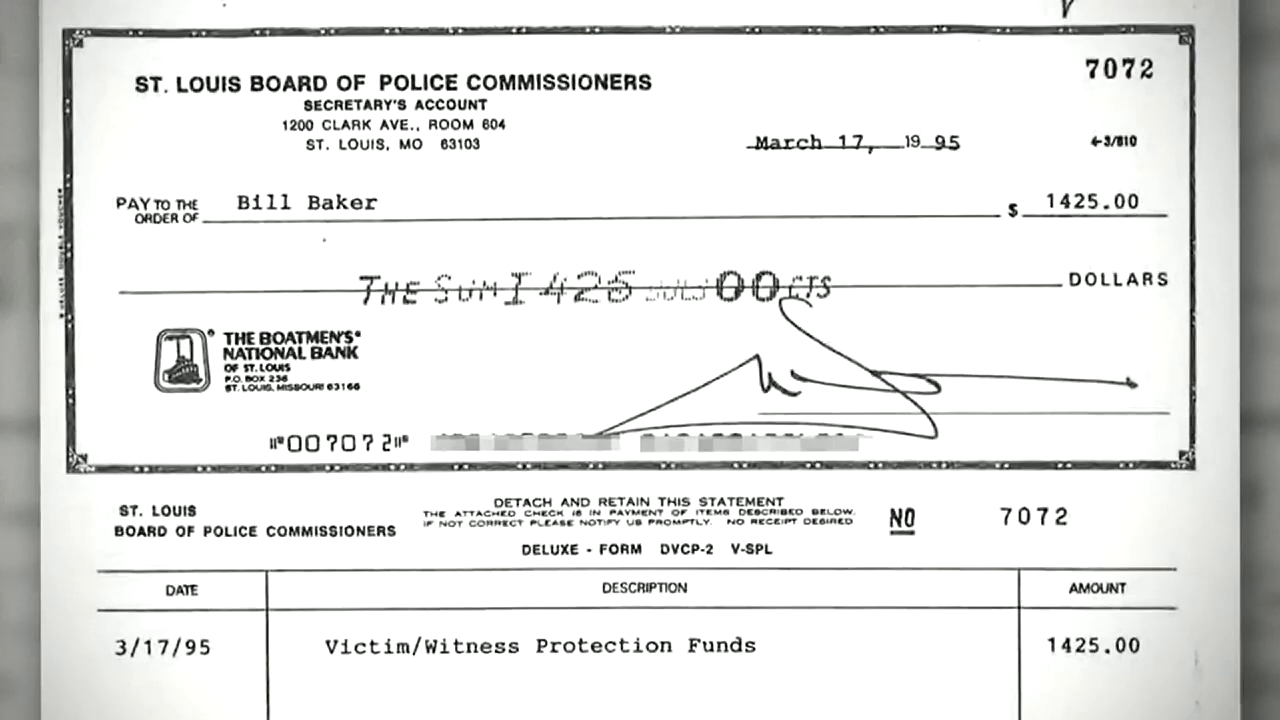 7072
ST. LOUIS BOARD OF POLICE COMMISSIONERS
SECRETARY'S ACCOUNT
1200 CLARK AVE., ROOM 604
ST. LOUIS, MO 63103
March 17, 19 95
4-3/810
PAY TO THE ORDER OF Bill Baker $ 1425.00
THE SUM 1425 00 CTS DOLLARS
THE BOATMEN'S
NATIONAL BANK
OF ST. LOUIS
P.O. BOX 236
ST. LOUIS, MISSOURI 63166
⑈007072⑈
ST. LOUIS
BOARD OF POLICE COMMISSIONERS
DETACH AND RETAIN THIS STATEMENT
THE ATTACHED CHECK IS IN PAYMENT OF ITEMS DESCRIBED BELOW.
IF NOT CORRECT PLEASE NOTIFY US PROMPTLY. NO RECEIPT DESIRED
DELUXE - FORM DVCP-2 V-SPL
NO 7072
DATE DESCRIPTION AMOUNT
3/17/95 Victim/Witness Protection Funds 1425.00